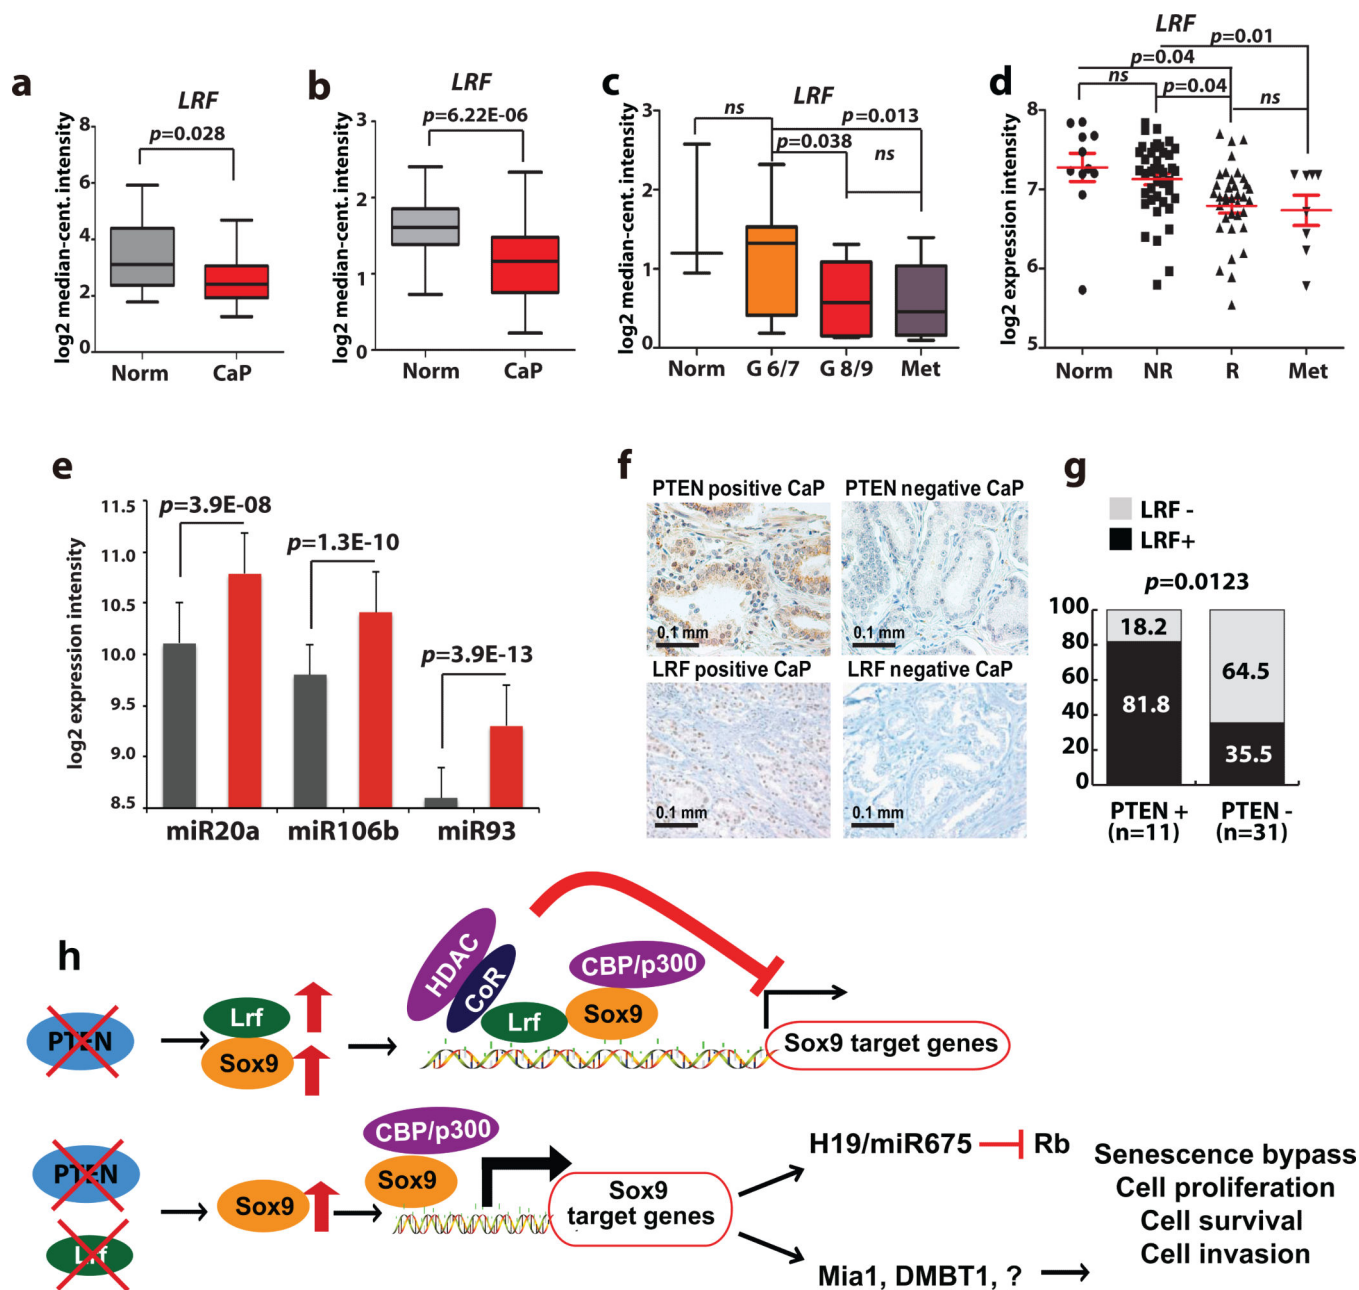 a
LRF
p=0.028
log2 median-cent. intensity
8
6
4
2
0
Norm CaP
b
LRF
p=6.22E-06
log2 median-cent. intensity
3
2
1
0
Norm CaP
c
LRF
ns
p=0.013
p=0.038
ns
log2 median-cent. intensity
3
2
1
0
Norm G 6/7 G 8/9 Met
d
LRF
p=0.01
p=0.04
ns
p=0.04
ns
log2 expression intensity
8
7
6
5
Norm NR R Met
e
p=3.9E-08
p=1.3E-10
p=3.9E-13
log2 expression intensity
11.5
11.0
10.5
10.0
9.5
9.0
8.5
miR20a miR106b miR93
f
PTEN positive CaP PTEN negative CaP
0.1 mm 0.1 mm
LRF positive CaP LRF negative CaP
0.1 mm 0.1 mm
g
LRF -
LRF+
p=0.0123
100
80
60
40
20
0
18.2
81.8
64.5
35.5
PTEN + PTEN -
(n=11) (n=31)
h
PTEN
Lrf
Sox9
HDAC
CoR
Lrf
CBP/p300
Sox9
Sox9 target genes
PTEN
Lrf
Sox9
CBP/p300
Sox9
Sox9
target genes
H19/miR675 Rb
Mia1, DMBT1, ?
Senescence bypass
Cell proliferation
Cell survival
Cell invasion